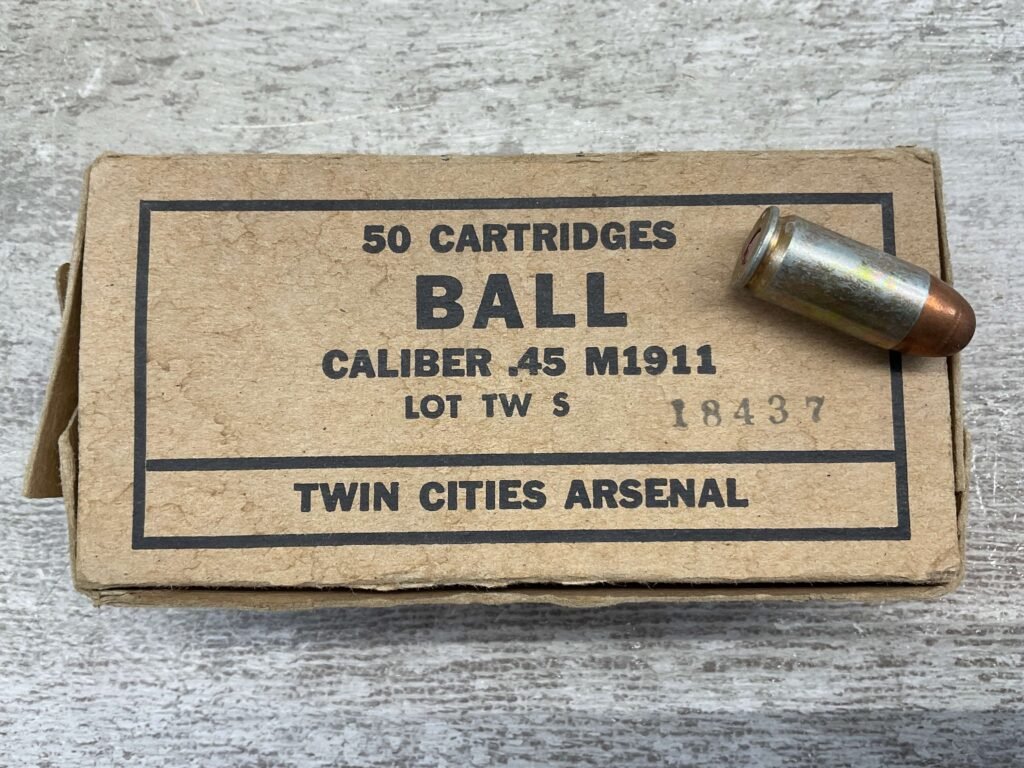 50 CARTRIDGES
BALL
CALIBER .45 M1911
LOT TW S 18437
TWIN CITIES ARSENAL